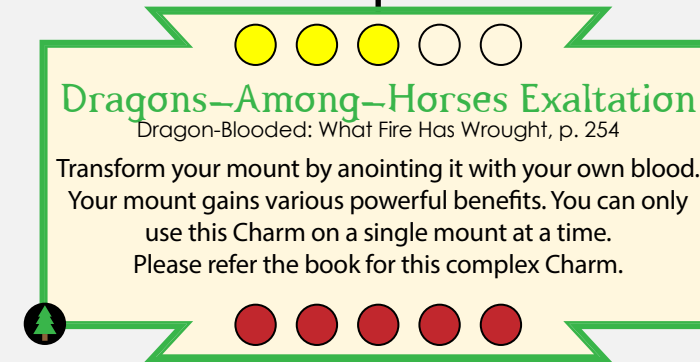 Dragons-Among-Horses Exaltation
Dragon-Blooded: What Fire Has Wrought, p. 254
Transform your mount by anointing it with your own blood.
Your mount gains various powerful benefits. You can only
use this Charm on a single mount at a time.
Please refer the book for this complex Charm.